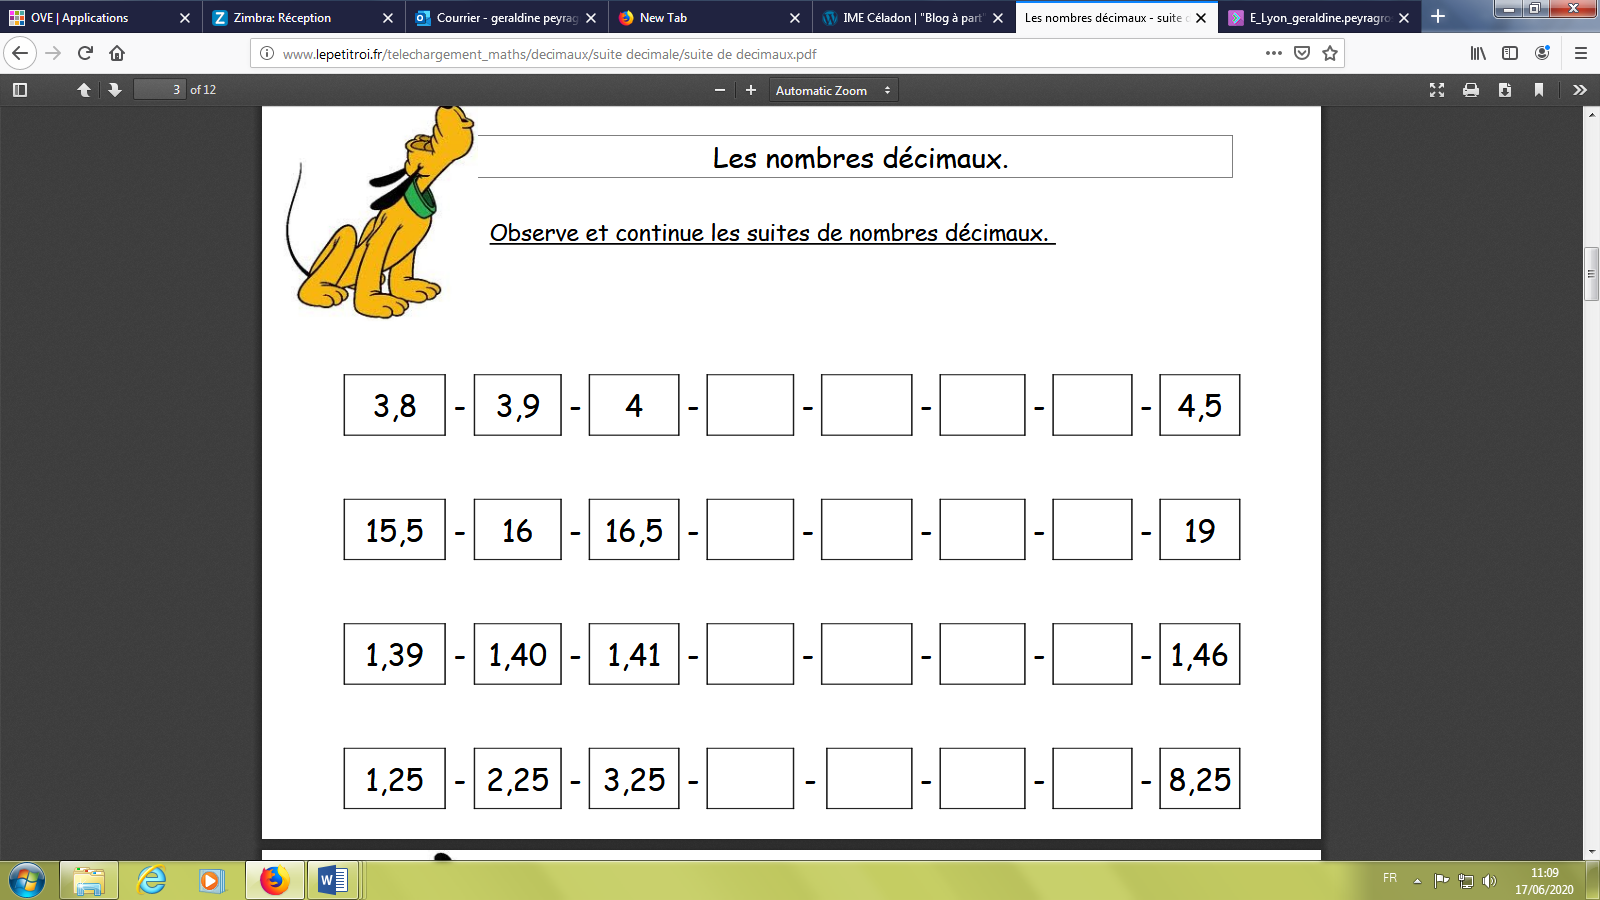 OVE | Applications
Zimbra: Réception
Courrier - geraldine peyrag
New Tab
IME Céladon | "Blog à part"
Les nombres décimaux - suite
E_Lyon_geraldine.peyragro
www.lepetitroi.fr/telechargement_maths/decimaux/suite decimale/suite de decimaux.pdf
3 of 12
Automatic Zoom
Les nombres décimaux.
Observe et continue les suites de nombres décimaux.
3,8 - 3,9 - 4 - - - - - 4,5
15,5 - 16 - 16,5 - - - - - 19
1,39 - 1,40 - 1,41 - - - - - 1,46
1,25 - 2,25 - 3,25 - - - - - 8,25
FR
11:09
17/06/2020